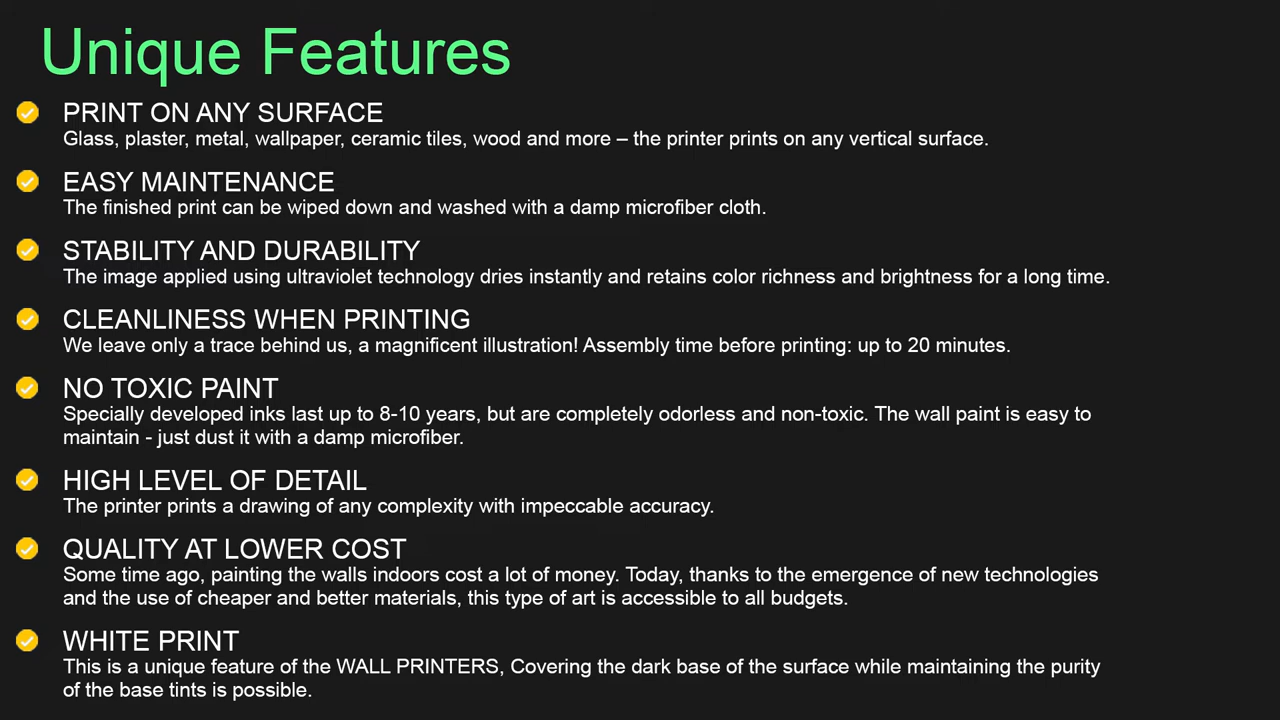 Unique Features
PRINT ON ANY SURFACE
Glass, plaster, metal, wallpaper, ceramic tiles, wood and more – the printer prints on any vertical surface.
EASY MAINTENANCE
The finished print can be wiped down and washed with a damp microfiber cloth.
STABILITY AND DURABILITY
The image applied using ultraviolet technology dries instantly and retains color richness and brightness for a long time.
CLEANLINESS WHEN PRINTING
We leave only a trace behind us, a magnificent illustration! Assembly time before printing: up to 20 minutes.
NO TOXIC PAINT
Specially developed inks last up to 8-10 years, but are completely odorless and non-toxic. The wall paint is easy to
maintain - just dust it with a damp microfiber.
HIGH LEVEL OF DETAIL
The printer prints a drawing of any complexity with impeccable accuracy.
QUALITY AT LOWER COST
Some time ago, painting the walls indoors cost a lot of money. Today, thanks to the emergence of new technologies
and the use of cheaper and better materials, this type of art is accessible to all budgets.
WHITE PRINT
This is a unique feature of the WALL PRINTERS, Covering the dark base of the surface while maintaining the purity
of the base tints is possible.